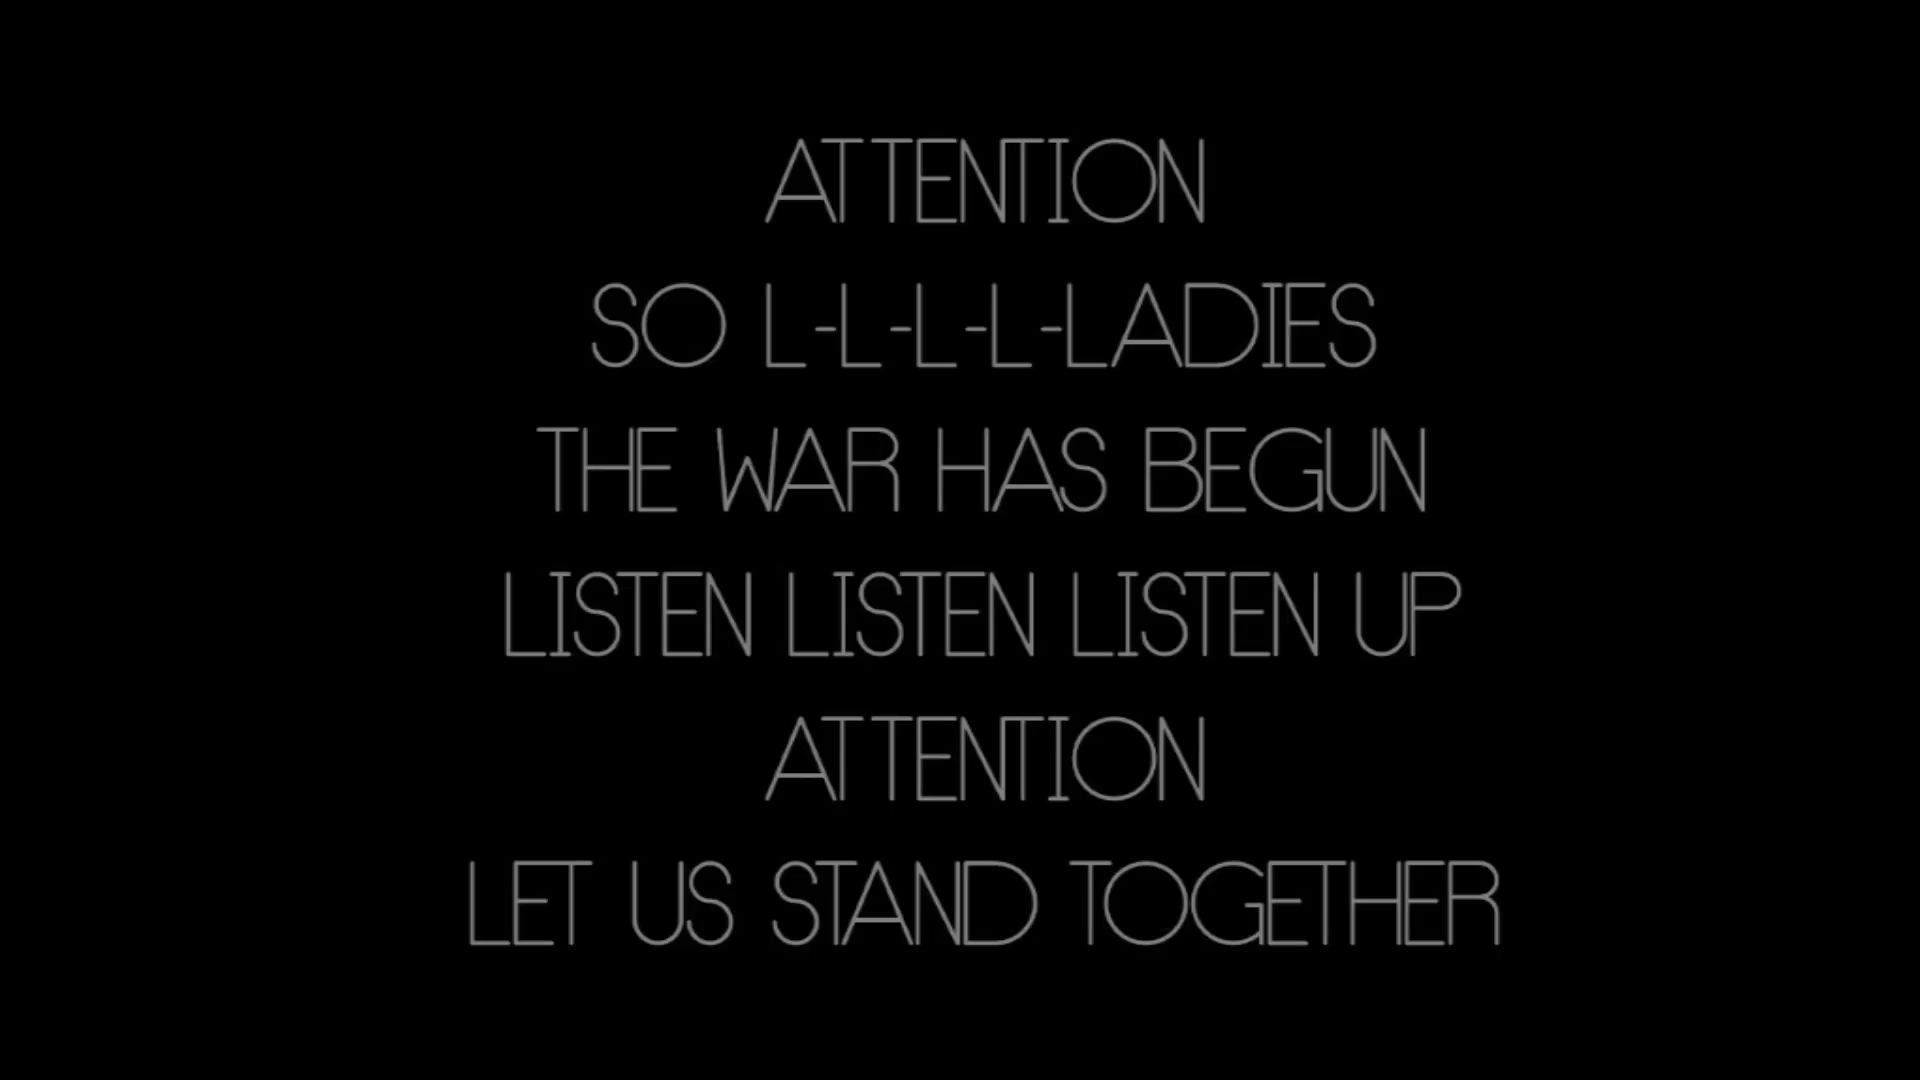 ATTENTION
SO L-L-L-L-LADIES
THE WAR HAS BEGUN
LISTEN LISTEN LISTEN UP
ATTENTION
LET US STAND TOGETHER